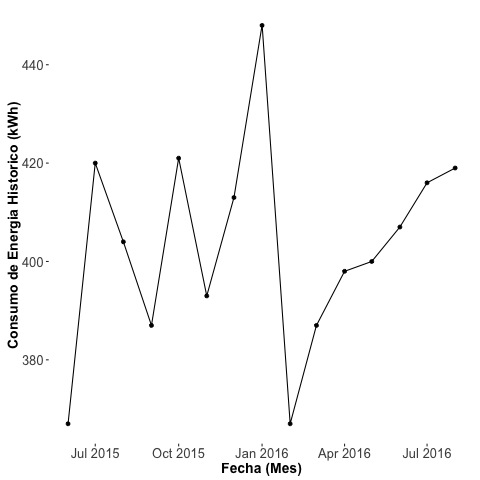 Consumo de Energia Historico (kWh)
440
420
400
380
Jul 2015 Oct 2015 Jan 2016 Apr 2016 Jul 2016
Fecha (Mes)